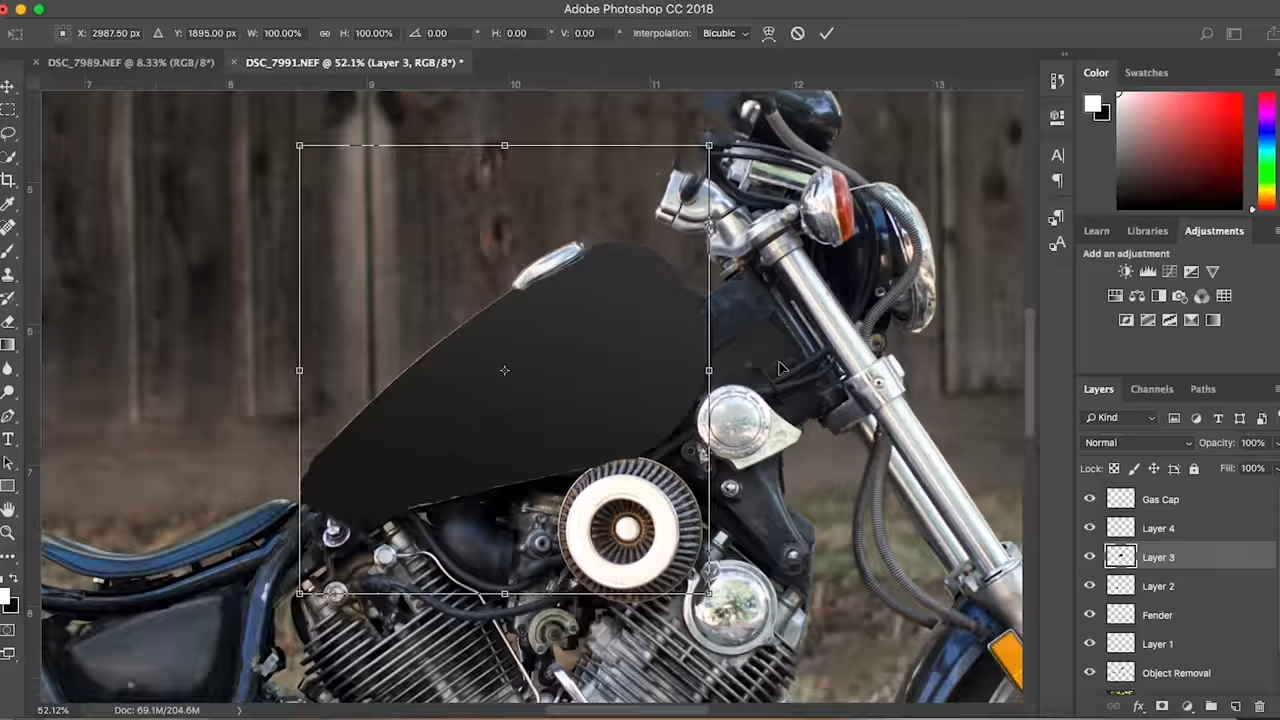 Adobe Photoshop CC 2018
X: 2987.50 px Y: 1895.00 px W: 100.00% H: 100.00% 0.00 ° H: 0.00 ° V: 0.00 ° Interpolation: Bicubic
× DSC_7989.NEF @ 8.33% (RGB/8*) × DSC_7991.NEF @ 52.1% (Layer 3, RGB/8*) *
7 8 9 10 11 12 13
5
6
7
8
Color Swatches
Learn Libraries Adjustments
Add an adjustment
Layers Channels Paths
Kind
Normal Opacity: 100%
Lock: Fill: 100%
Gas Cap
Layer 4
Layer 3
Layer 2
Fender
Layer 1
Object Removal
52.12% Doc: 69.1M/204.6M